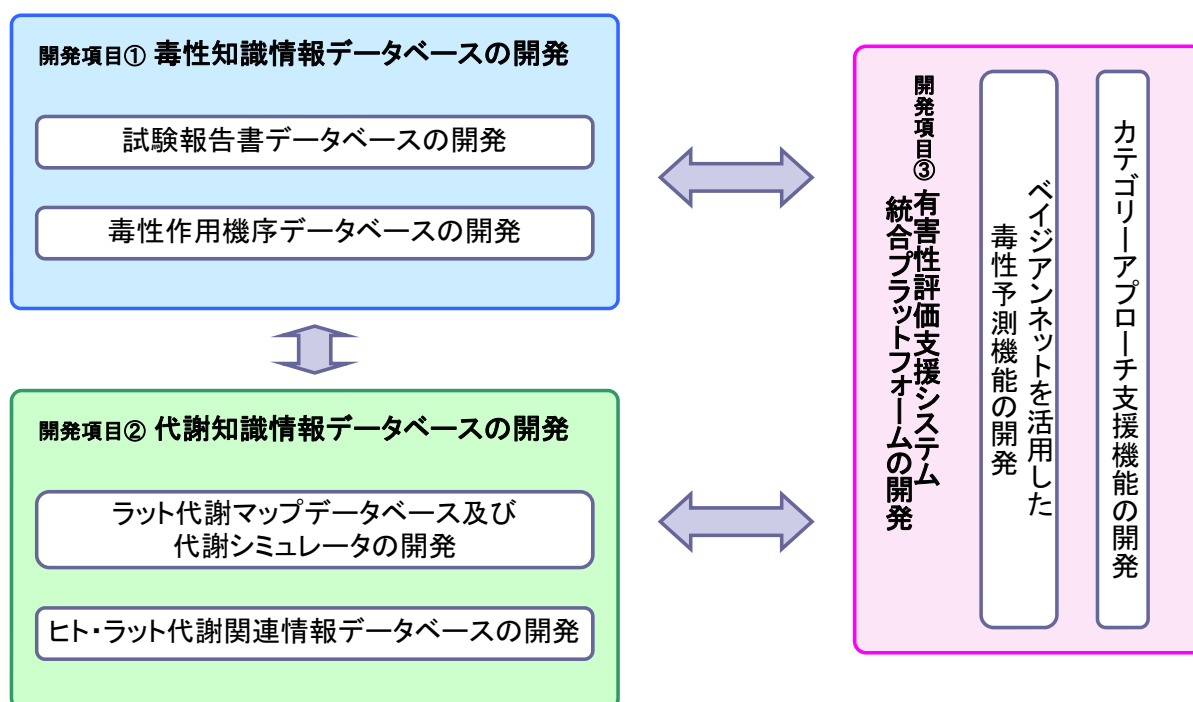 開発項目① 毒性知識情報データベースの開発
試験報告書データベースの開発
毒性作用機序データベースの開発
開発項目② 代謝知識情報データベースの開発
ラット代謝マップデータベース及び
代謝シミュレータの開発
ヒト・ラット代謝関連情報データベースの開発
開発項目③ 有害性評価支援システム
統合プラットフォームの開発
ベイジアンネットを活用した
毒性予測機能の開発
カテゴリーアプローチ支援機能の開発